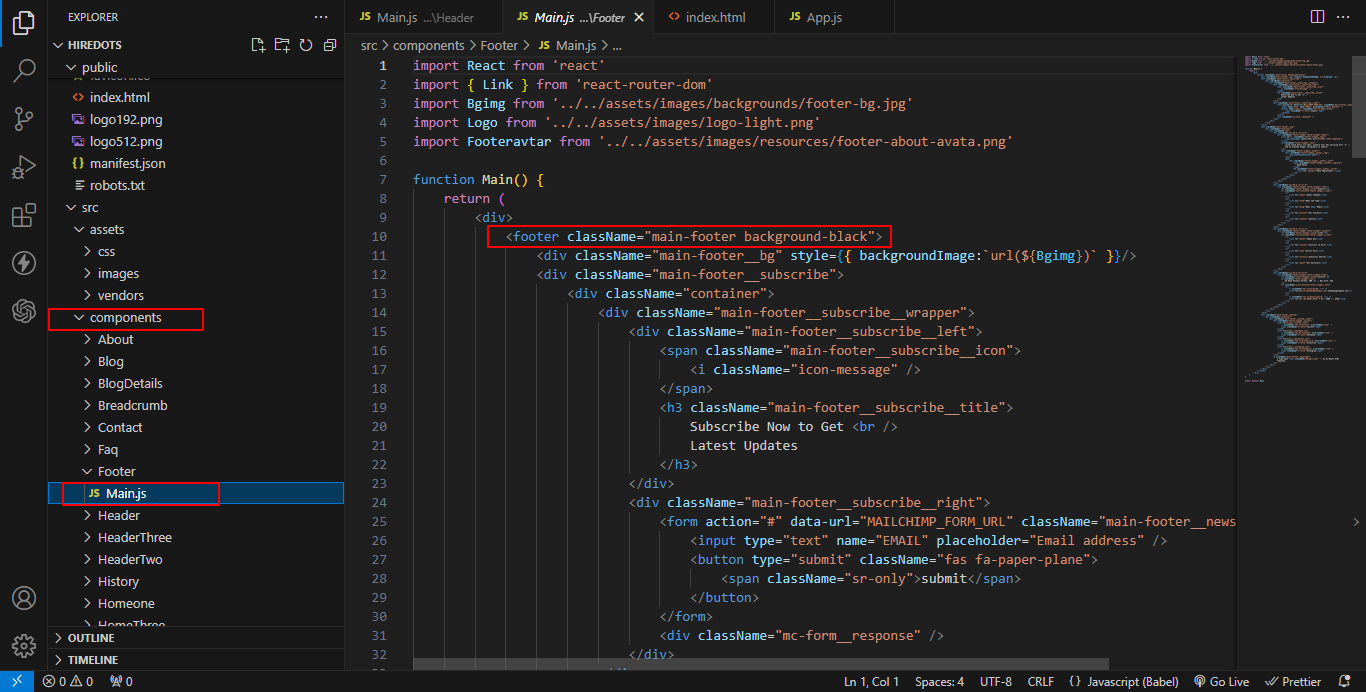 EXPLORER
HIREDOTS
public
favicon.ico
index.html
logo192.png
logo512.png
manifest.json
robots.txt
src
assets
css
images
vendors
components
About
Blog
BlogDetails
Breadcrumb
Contact
Faq
Footer
JS Main.js
Header
HeaderThree
HeaderTwo
History
Homeone
HomeThree
OUTLINE
TIMELINE
JS Main.js ...\Header
JS Main.js ...\Footer
index.html
JS App.js
src > components > Footer > JS Main.js > ...
1 import React from 'react'
2 import { Link } from 'react-router-dom'
3 import Bgimg from '../../assets/images/backgrounds/footer-bg.jpg'
4 import Logo from '../../assets/images/logo-light.png'
5 import Footeravtar from '../../assets/images/resources/footer-about-avata.png'
6
7 function Main() {
8 return (
9 <div>
10 <footer className="main-footer background-black">
11 <div className="main-footer__bg" style={{ backgroundImage:`url(${Bgimg})` }}/>
12 <div className="main-footer__subscribe">
13 <div className="container">
14 <div className="main-footer__subscribe__wrapper">
15 <div className="main-footer__subscribe__left">
16 <span className="main-footer__subscribe__icon">
17 <i className="icon-message" />
18 </span>
19 <h3 className="main-footer__subscribe__title">
20 Subscribe Now to Get <br />
21 Latest Updates
22 </h3>
23 </div>
24 <div className="main-footer__subscribe__right">
25 <form action="#" data-url="MAILCHIMP_FORM_URL" className="main-footer__news
26 <input type="text" name="EMAIL" placeholder="Email address" />
27 <button type="submit" className="fas fa-paper-plane">
28 <span className="sr-only">submit</span>
29 </button>
30 </form>
31 <div className="mc-form__response" />
32 </div>
0 0 0
Ln 1, Col 1 Spaces: 4 UTF-8 CRLF {} Javascript (Babel) Go Live Prettier